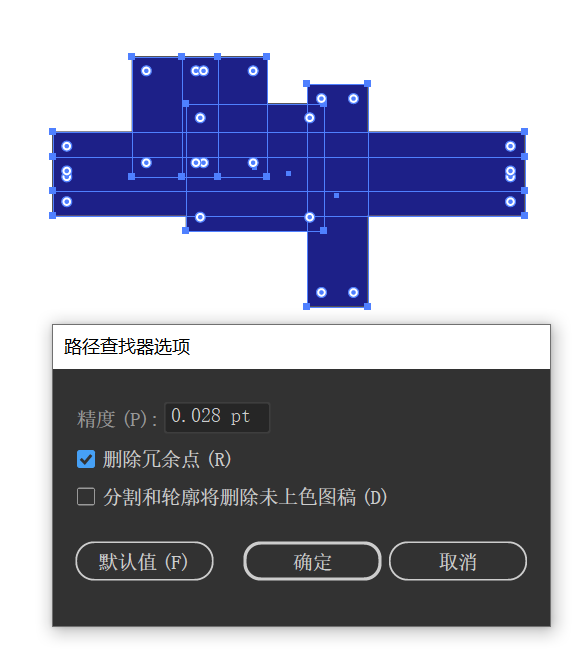 路径查找器选项
精度 (P): 0.028 pt
删除冗余点 (R)
分割和轮廓将删除未上色图稿 (D)
默认值 (F) 确定 取消